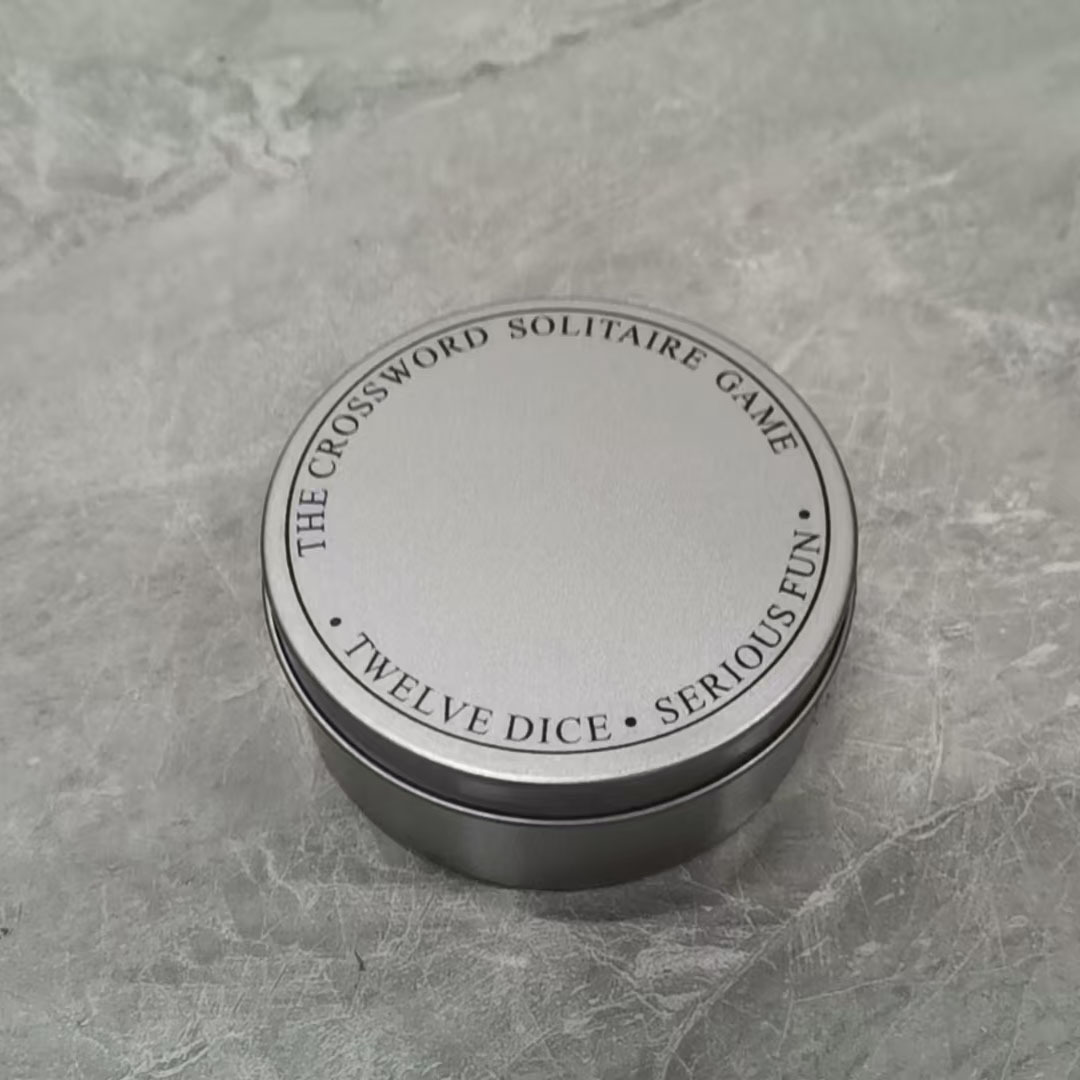 THE CROSSWORD SOLITAIRE GAME
• TWELVE DICE • SERIOUS FUN •